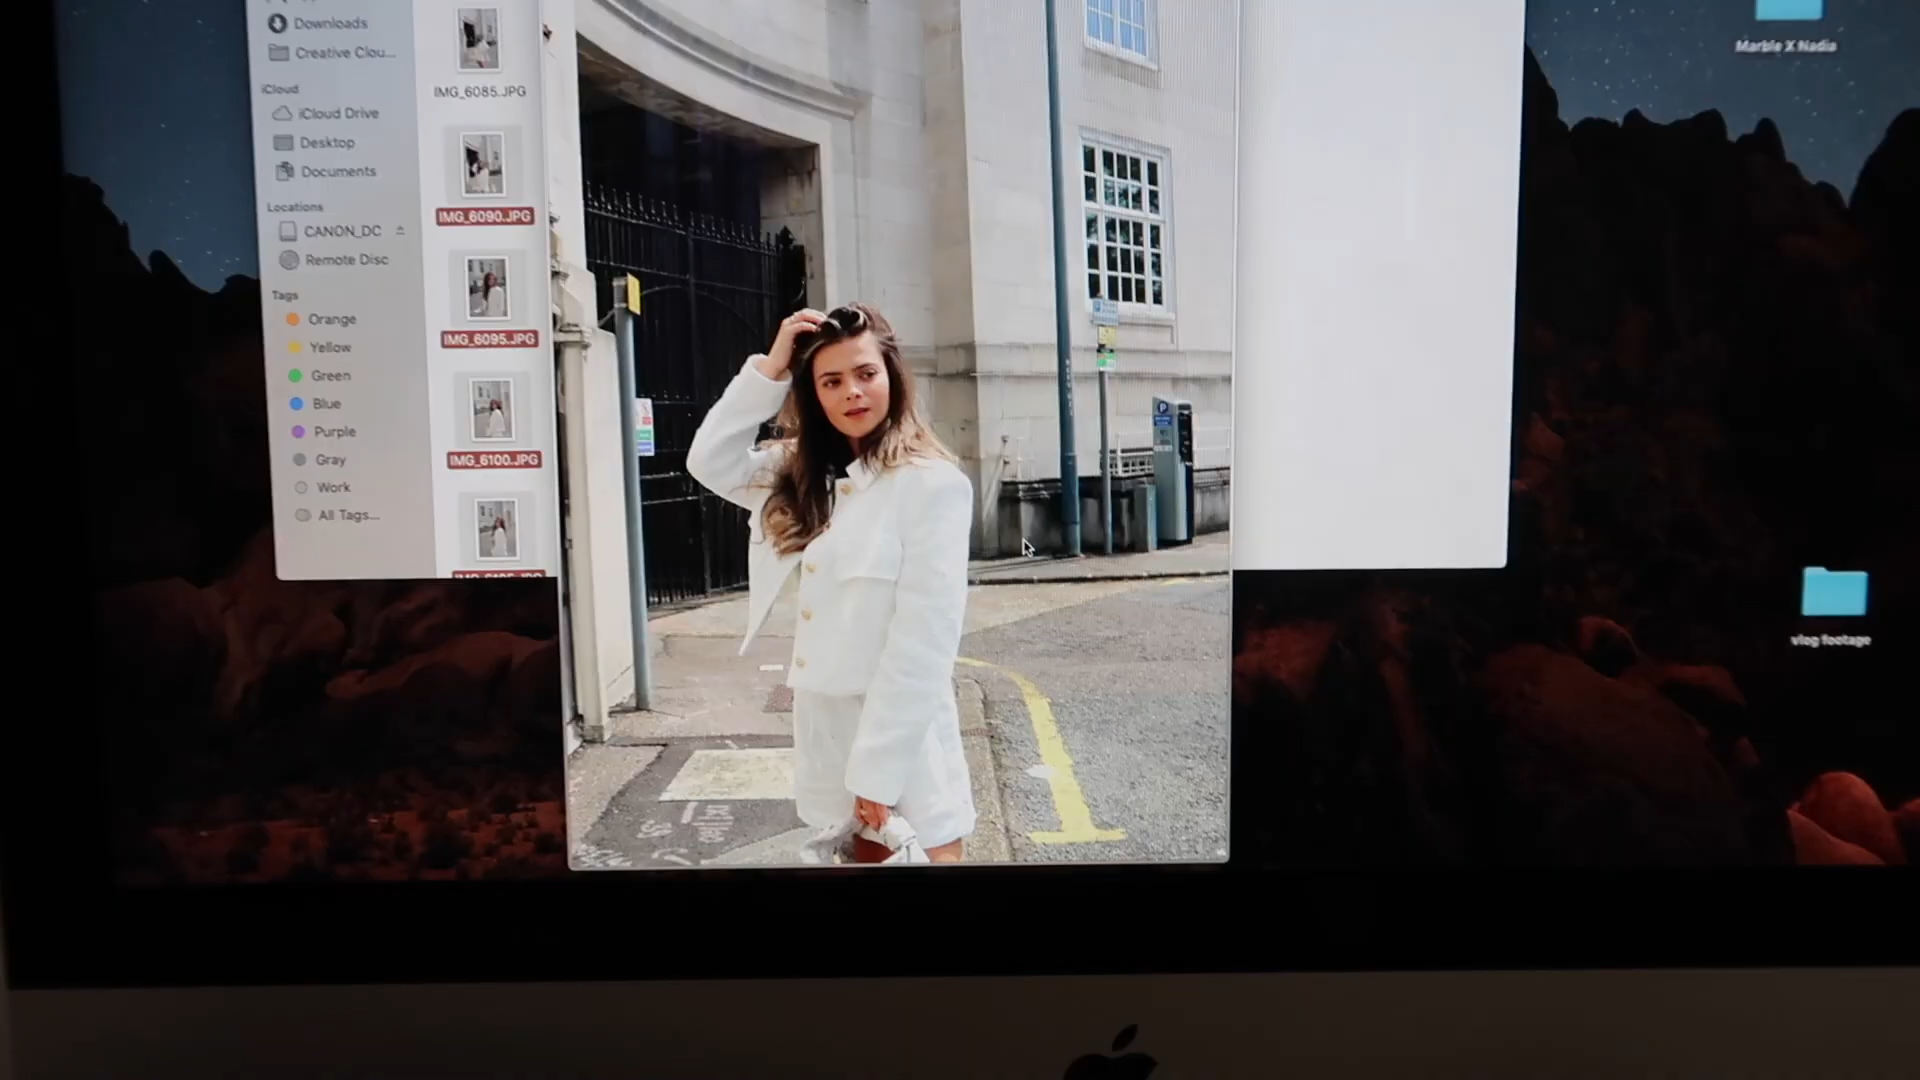 Downloads
Creative Clou...
iCloud
iCloud Drive
Desktop
Documents
Locations
CANON_DC
Remote Disc
Tags
Orange
Yellow
Green
Blue
Purple
Gray
Work
All Tags...
IMG_6085.JPG
IMG_6090.JPG
IMG_6095.JPG
IMG_6100.JPG
P
Marble X Nadia
vlog footage